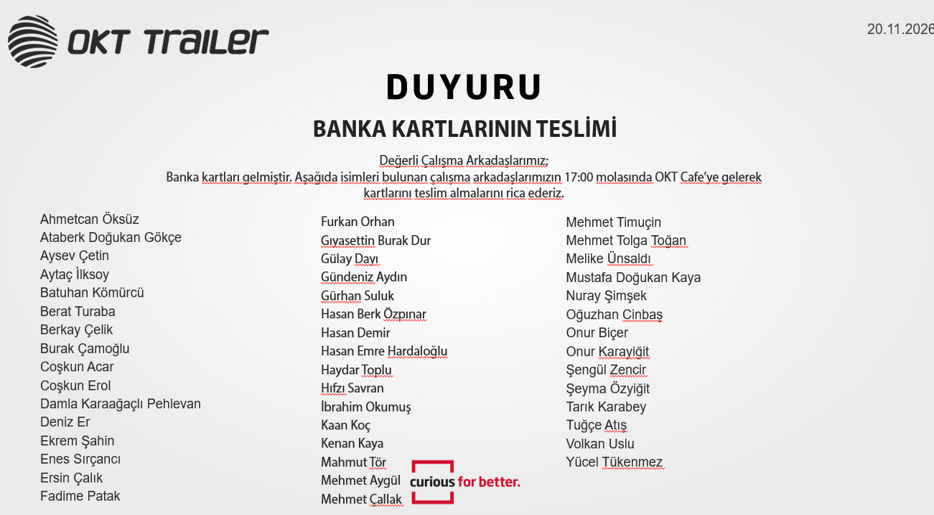 OKT TRAILER
20.11.2026
DUYURU
BANKA KARTLARININ TESLİMİ
Değerli Çalışma Arkadaşlarımız;
Banka kartları gelmiştir. Aşağıda isimleri bulunan çalışma arkadaşlarımızın 17:00 molasında OKT Cafe’ye gelerek
kartlarını teslim almalarını rica ederiz.
Ahmetcan Öksüz
Ataberk Doğukan Gökçe
Aysev Çetin
Aytaç İlksoy
Batuhan Kömürcü
Berat Turaba
Berkay Çelik
Burak Çamoğlu
Coşkun Acar
Coşkun Erol
Damla Karaağaçlı Pehlevan
Deniz Er
Ekrem Şahin
Enes Sırçancı
Ersin Çalık
Fadime Patak
Furkan Orhan
Gıyasettin Burak Dur
Gülay Dayı
Gündeniz Aydın
Gürhan Suluk
Hasan Berk Özpınar
Hasan Demir
Hasan Emre Hardaloğlu
Haydar Toplu
Hıfzı Savran
İbrahim Okumuş
Kaan Koç
Kenan Kaya
Mahmut Tör
Mehmet Aygül
Mehmet Çallak
Mehmet Timuçin
Mehmet Tolga Toğan
Melike Ünsaldı
Mustafa Doğukan Kaya
Nuray Şimşek
Oğuzhan Cinbaş
Onur Biçer
Onur Karayiğit
Şengül Zencir
Şeyma Özyiğit
Tarık Karabey
Tuğçe Atış
Volkan Uslu
Yücel Tükenmez
curious for better.